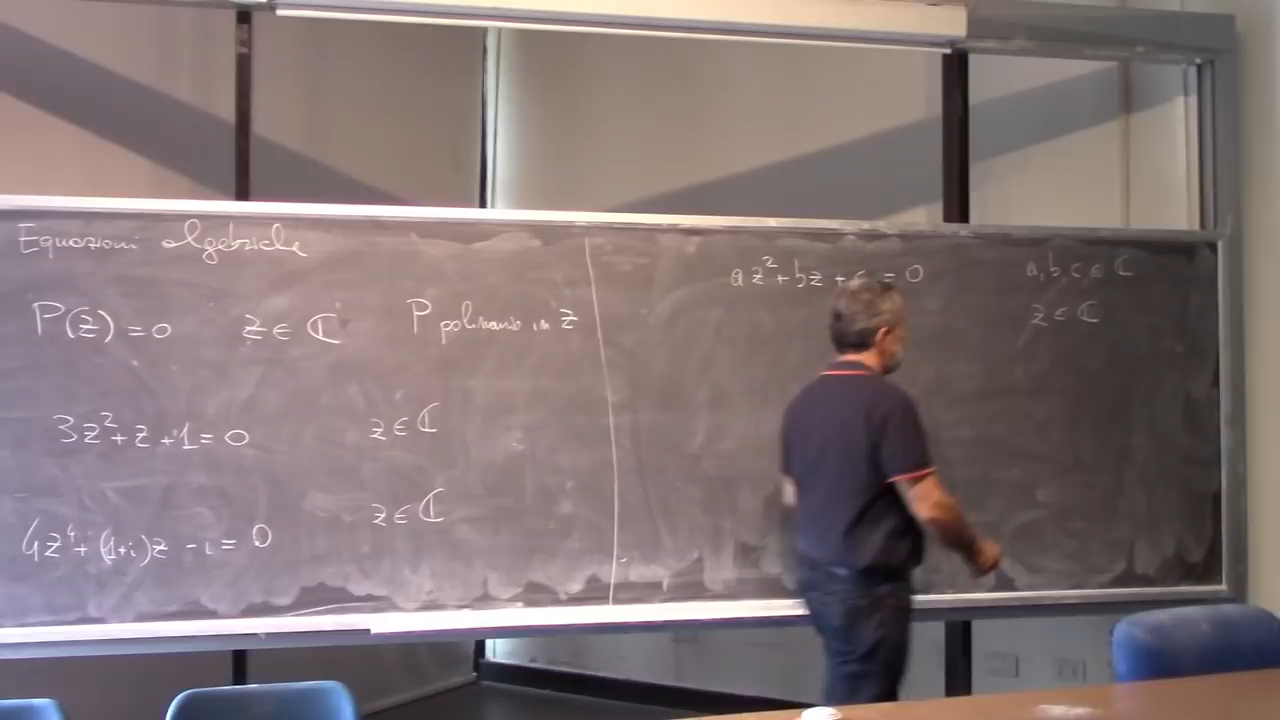 Equazioni algebriche
P(z) = 0 z ∈ ℂ P polinomio in z
3z² + z + 1 = 0 z ∈ ℂ
4z⁴ + (1+i)z - i = 0 z ∈ ℂ
az² + bz + c = 0 a, b, c ∈ ℂ
z ∈ ℂ